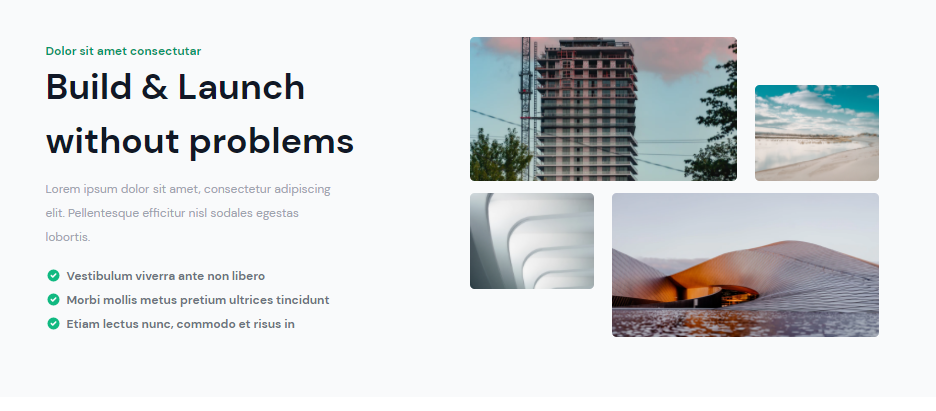 Dolor sit amet consectutar
Build & Launch
without problems
Lorem ipsum dolor sit amet, consectetur adipiscing
elit. Pellentesque efficitur nisl sodales egestas
lobortis.
Vestibulum viverra ante non libero
Morbi mollis metus pretium ultrices tincidunt
Etiam lectus nunc, commodo et risus in